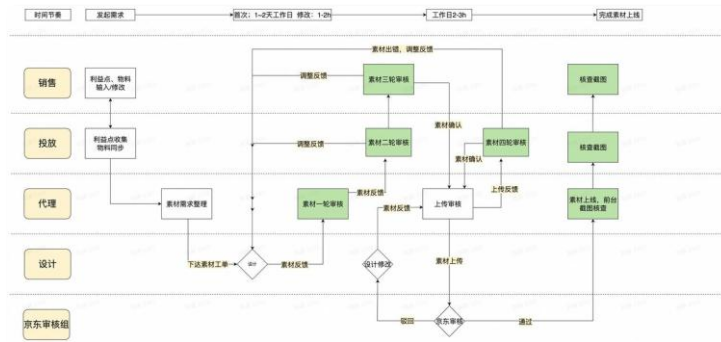 时间节奏
发起需求
首次：1-2天工作日 修改：1-2h
工作日2-3h
完成素材上线
素材出错，调整反馈
销售
利益点、物料
输入/修改
调整反馈
素材三轮审核
核查截图
素材确认
投放
利益点收集
物料同步
调整反馈
素材二轮审核
素材四轮审核
核查截图
素材确认
代理
素材需求整理
素材一轮审核
素材反馈
素材反馈
上传审核
上传反馈
素材上线，前台
截图核查
设计
下达素材工单
设计
素材反馈
设计修改
素材上传
京东审核组
驳回
京东审核
通过